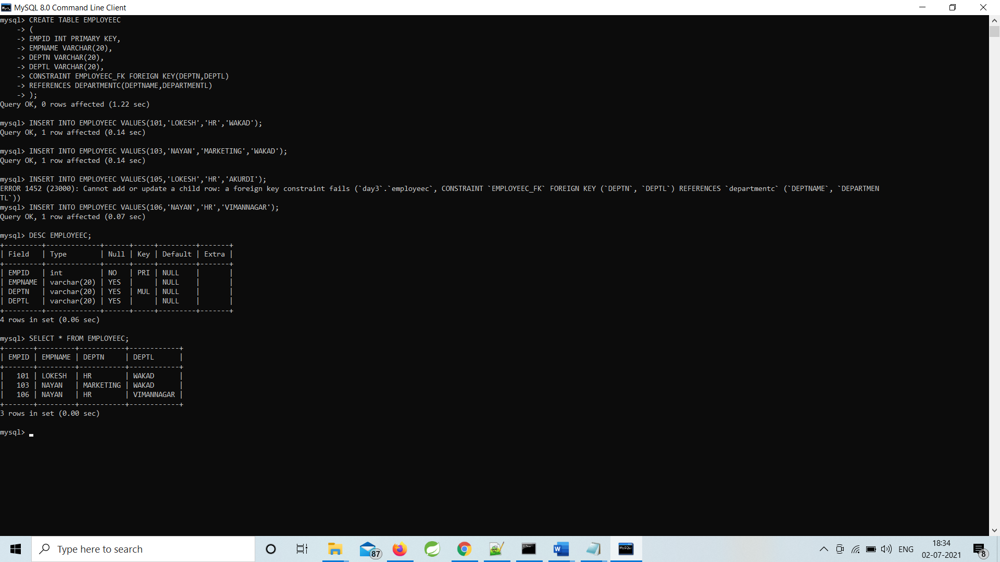 MySQL 8.0 Command Line Client
mysql> CREATE TABLE EMPLOYEEC
    -> (
    -> EMPID INT PRIMARY KEY,
    -> EMPNAME VARCHAR(20),
    -> DEPTN VARCHAR(20),
    -> DEPTL VARCHAR(20),
    -> CONSTRAINT EMPLOYEEC_FK FOREIGN KEY(DEPTN,DEPTL)
    -> REFERENCES DEPARTMENTC(DEPTNAME,DEPARTMENTL)
    -> );
Query OK, 0 rows affected (1.22 sec)
mysql> INSERT INTO EMPLOYEEC VALUES(101,'LOKESH','HR','WAKAD');
Query OK, 1 row affected (0.14 sec)
mysql> INSERT INTO EMPLOYEEC VALUES(103,'NAYAN','MARKETING','WAKAD');
Query OK, 1 row affected (0.14 sec)
mysql> INSERT INTO EMPLOYEEC VALUES(105,'LOKESH','HR','AKURDI');
ERROR 1452 (23000): Cannot add or update a child row: a foreign key constraint fails (`day3`.`employeec`, CONSTRAINT `EMPLOYEEC_FK` FOREIGN KEY (`DEPTN`, `DEPTL`) REFERENCES `departmentc` (`DEPTNAME`, `DEPARTMEN
TL`))
mysql> INSERT INTO EMPLOYEEC VALUES(106,'NAYAN','HR','VIMANNAGAR');
Query OK, 1 row affected (0.07 sec)
mysql> DESC EMPLOYEEC;
+---------+-------------+------+-----+---------+-------+
| Field   | Type        | Null | Key | Default | Extra |
+---------+-------------+------+-----+---------+-------+
| EMPID   | int         | NO   | PRI | NULL    |       |
| EMPNAME | varchar(20) | YES  |     | NULL    |       |
| DEPTN   | varchar(20) | YES  | MUL | NULL    |       |
| DEPTL   | varchar(20) | YES  |     | NULL    |       |
+---------+-------------+------+-----+---------+-------+
4 rows in set (0.06 sec)
mysql> SELECT * FROM EMPLOYEEC;
+-------+---------+-----------+------------+
| EMPID | EMPNAME | DEPTN     | DEPTL      |
+-------+---------+-----------+------------+
|   101 | LOKESH  | HR        | WAKAD      |
|   103 | NAYAN   | MARKETING | WAKAD      |
|   106 | NAYAN   | HR        | VIMANNAGAR |
+-------+---------+-----------+------------+
3 rows in set (0.00 sec)
mysql>
Type here to search
87
W
MySQL
ENG
18:34
02-07-2021
8